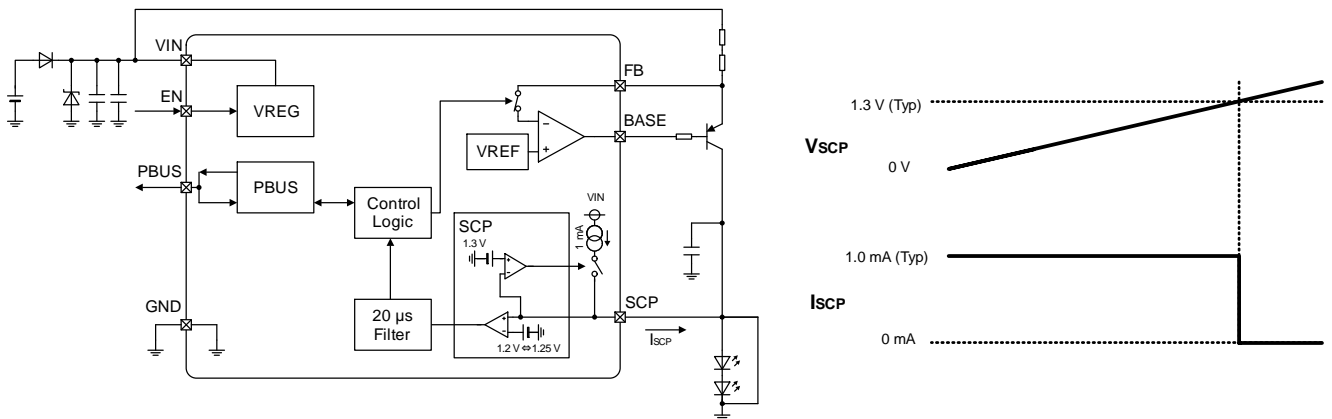 VIN
EN
VREG
PBUS
PBUS
GND
Control
Logic
20 µs
Filter
FB
BASE
VREF
−
+
SCP
1.3 V
+
−
+
−
1.2 V ⇔ 1.25 V
VIN
1 mA
SCP
ISCP
1.3 V (Typ)
VSCP
0 V
1.0 mA (Typ)
ISCP
0 mA